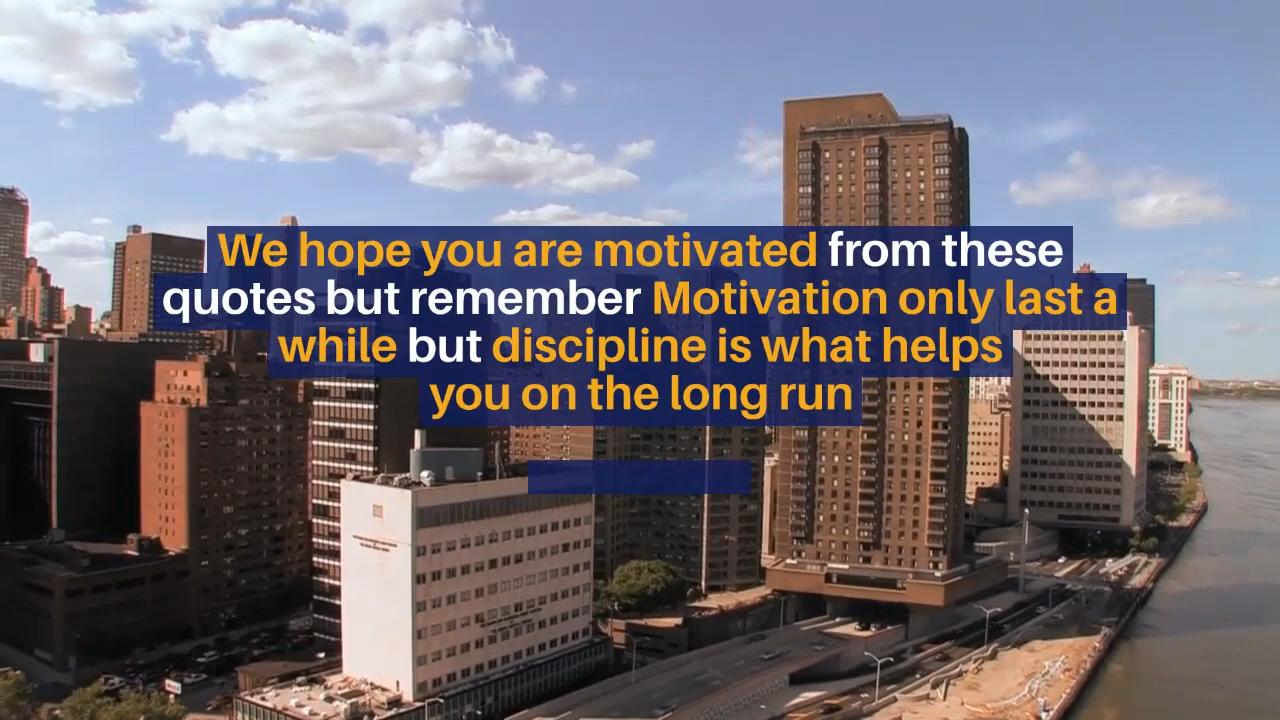 We hope you are motivated from these
quotes but remember Motivation only last a
while but discipline is what helps
you on the long run